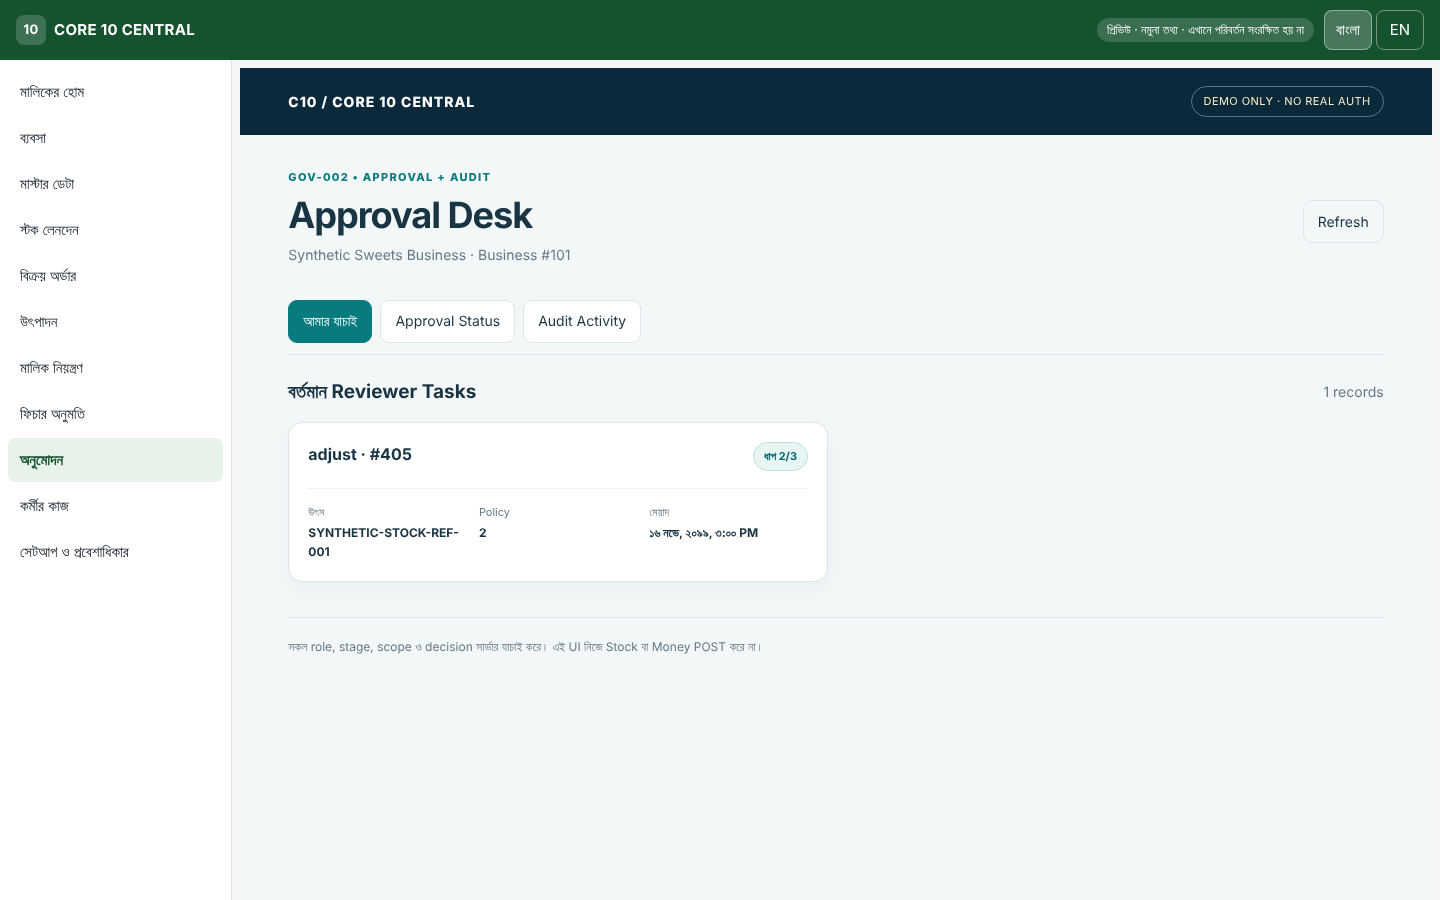 10 CORE 10 CENTRAL
প্রিভিউ · নমুনা তথ্য · এখানে পরিবর্তন সংরক্ষিত হয় না
বাংলা
EN
মালিকের হোম
ব্যবসা
মাস্টার ডেটা
স্টক লেনদেন
বিক্রয় অর্ডার
উৎপাদন
মালিক নিয়ন্ত্রণ
ফিচার অনুমতি
অনুমোদন
কর্মীর কাজ
সেটআপ ও প্রবেশাধিকার
C10 / CORE 10 CENTRAL
DEMO ONLY · NO REAL AUTH
GOV-002 • APPROVAL + AUDIT
Approval Desk
Synthetic Sweets Business · Business #101
Refresh
আমার যাচাই
Approval Status
Audit Activity
বর্তমান Reviewer Tasks
1 records
adjust · #405
ধাপ 2/3
উৎস
SYNTHETIC-STOCK-REF-
001
Policy
2
মেয়াদ
১৬ নভে, ২০৯৯, ৩:০০ PM
সকল role, stage, scope ও decision সার্ভার যাচাই করে। এই UI নিজে Stock বা Money POST করে না।